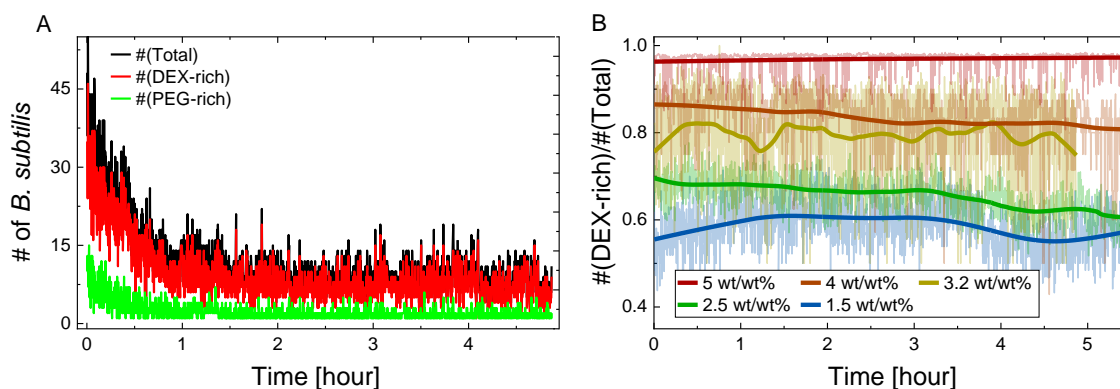 A
#(Total)
#(DEX-rich)
#(PEG-rich)
# of B. subtilis
45
30
15
0
0 1 2 3 4
Time [hour]
B
#(DEX-rich)/#(Total)
1.0
0.8
0.6
0.4
5 wt/wt% 4 wt/wt% 3.2 wt/wt%
2.5 wt/wt% 1.5 wt/wt%
0 1 2 3 4 5
Time [hour]